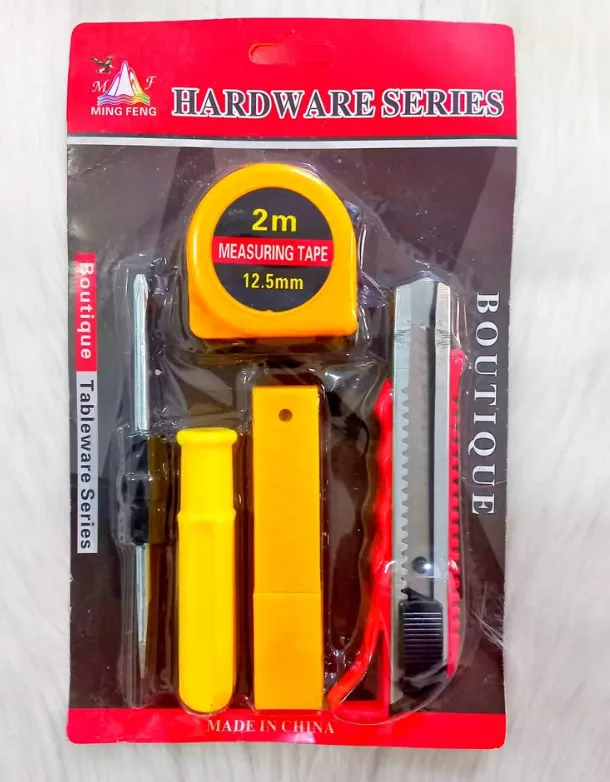 M F
MING FENG
HARDWARE SERIES
2m
MEASURING TAPE
12.5mm
Boutique Tableware Series
BOUTIQUE
MADE IN CHINA